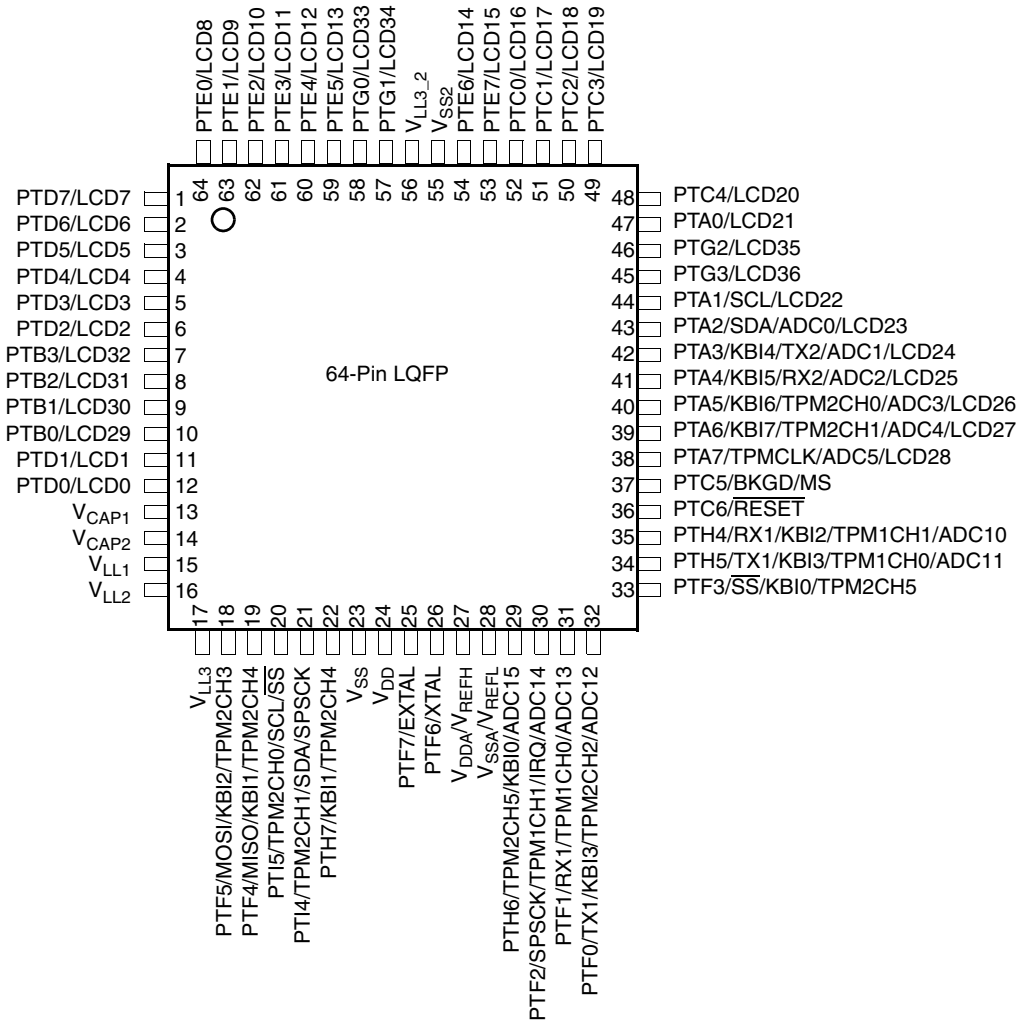 PTE0/LCD8
PTE1/LCD9
PTE2/LCD10
PTE3/LCD11
PTE4/LCD12
PTE5/LCD13
PTG0/LCD33
PTG1/LCD34
VLL3_2
VSS2
PTE6/LCD14
PTE7/LCD15
PTC0/LCD16
PTC1/LCD17
PTC2/LCD18
PTC3/LCD19
64 63 62 61 60 59 58 57 56 55 54 53 52 51 50 49
PTD7/LCD7 1
PTD6/LCD6 2
PTD5/LCD5 3
PTD4/LCD4 4
PTD3/LCD3 5
PTD2/LCD2 6
PTB3/LCD32 7
PTB2/LCD31 8
PTB1/LCD30 9
PTB0/LCD29 10
PTD1/LCD1 11
PTD0/LCD0 12
VCAP1 13
VCAP2 14
VLL1 15
VLL2 16
64-Pin LQFP
48 PTC4/LCD20
47 PTA0/LCD21
46 PTG2/LCD35
45 PTG3/LCD36
44 PTA1/SCL/LCD22
43 PTA2/SDA/ADC0/LCD23
42 PTA3/KBI4/TX2/ADC1/LCD24
41 PTA4/KBI5/RX2/ADC2/LCD25
40 PTA5/KBI6/TPM2CH0/ADC3/LCD26
39 PTA6/KBI7/TPM2CH1/ADC4/LCD27
38 PTA7/TPMCLK/ADC5/LCD28
37 PTC5/BKGD/MS
36 PTC6/RESET
35 PTH4/RX1/KBI2/TPM1CH1/ADC10
34 PTH5/TX1/KBI3/TPM1CH0/ADC11
33 PTF3/SS/KBI0/TPM2CH5
17 18 19 20 21 22 23 24 25 26 27 28 29 30 31 32
VLL3
PTF5/MOSI/KBI2/TPM2CH3
PTF4/MISO/KBI1/TPM2CH4
PTI5/TPM2CH0/SCL/SS
PTI4/TPM2CH1/SDA/SPSCK
PTH7/KBI1/TPM2CH4
VSS
VDD
PTF7/EXTAL
PTF6/XTAL
VDDA/VREFH
VSSA/VREFL
PTH6/TPM2CH5/KBI0/ADC15
PTF2/SPSCK/TPM1CH1/IRQ/ADC14
PTF1/RX1/TPM1CH0/ADC13
PTF0/TX1/KBI3/TPM2CH2/ADC12